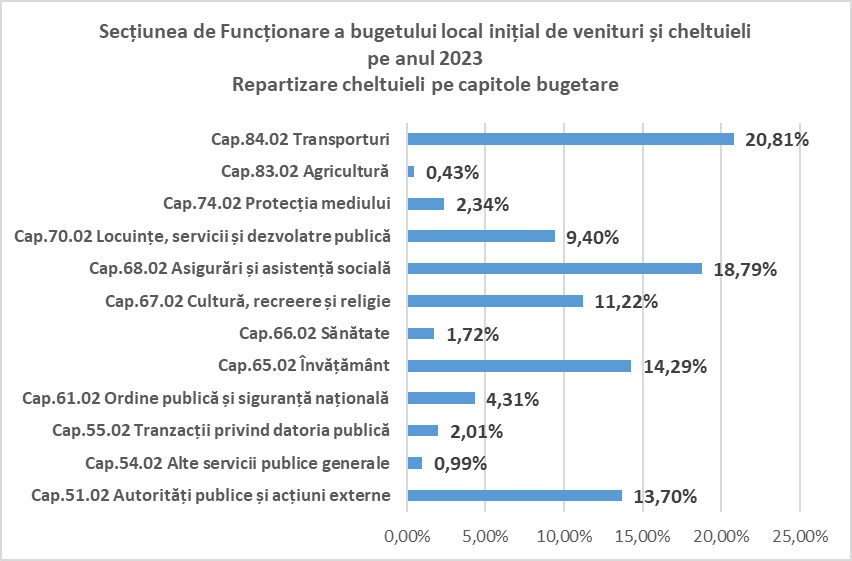 Secțiunea de Funcționare a bugetului local inițial de venituri și cheltuieli
pe anul 2023
Repartizare cheltuieli pe capitole bugetare
Cap.84.02 Transporturi 20,81%
Cap.83.02 Agricultură 0,43%
Cap.74.02 Protecția mediului 2,34%
Cap.70.02 Locuințe, servicii și dezvolatre publică 9,40%
Cap.68.02 Asigurări și asistență socială 18,79%
Cap.67.02 Cultură, recreere și religie 11,22%
Cap.66.02 Sănătate 1,72%
Cap.65.02 Învățământ 14,29%
Cap.61.02 Ordine publică și siguranță națională 4,31%
Cap.55.02 Tranzacții privind datoria publică 2,01%
Cap.54.02 Alte servicii publice generale 0,99%
Cap.51.02 Autorități publice și acțiuni externe 13,70%
0,00% 5,00% 10,00% 15,00% 20,00% 25,00%